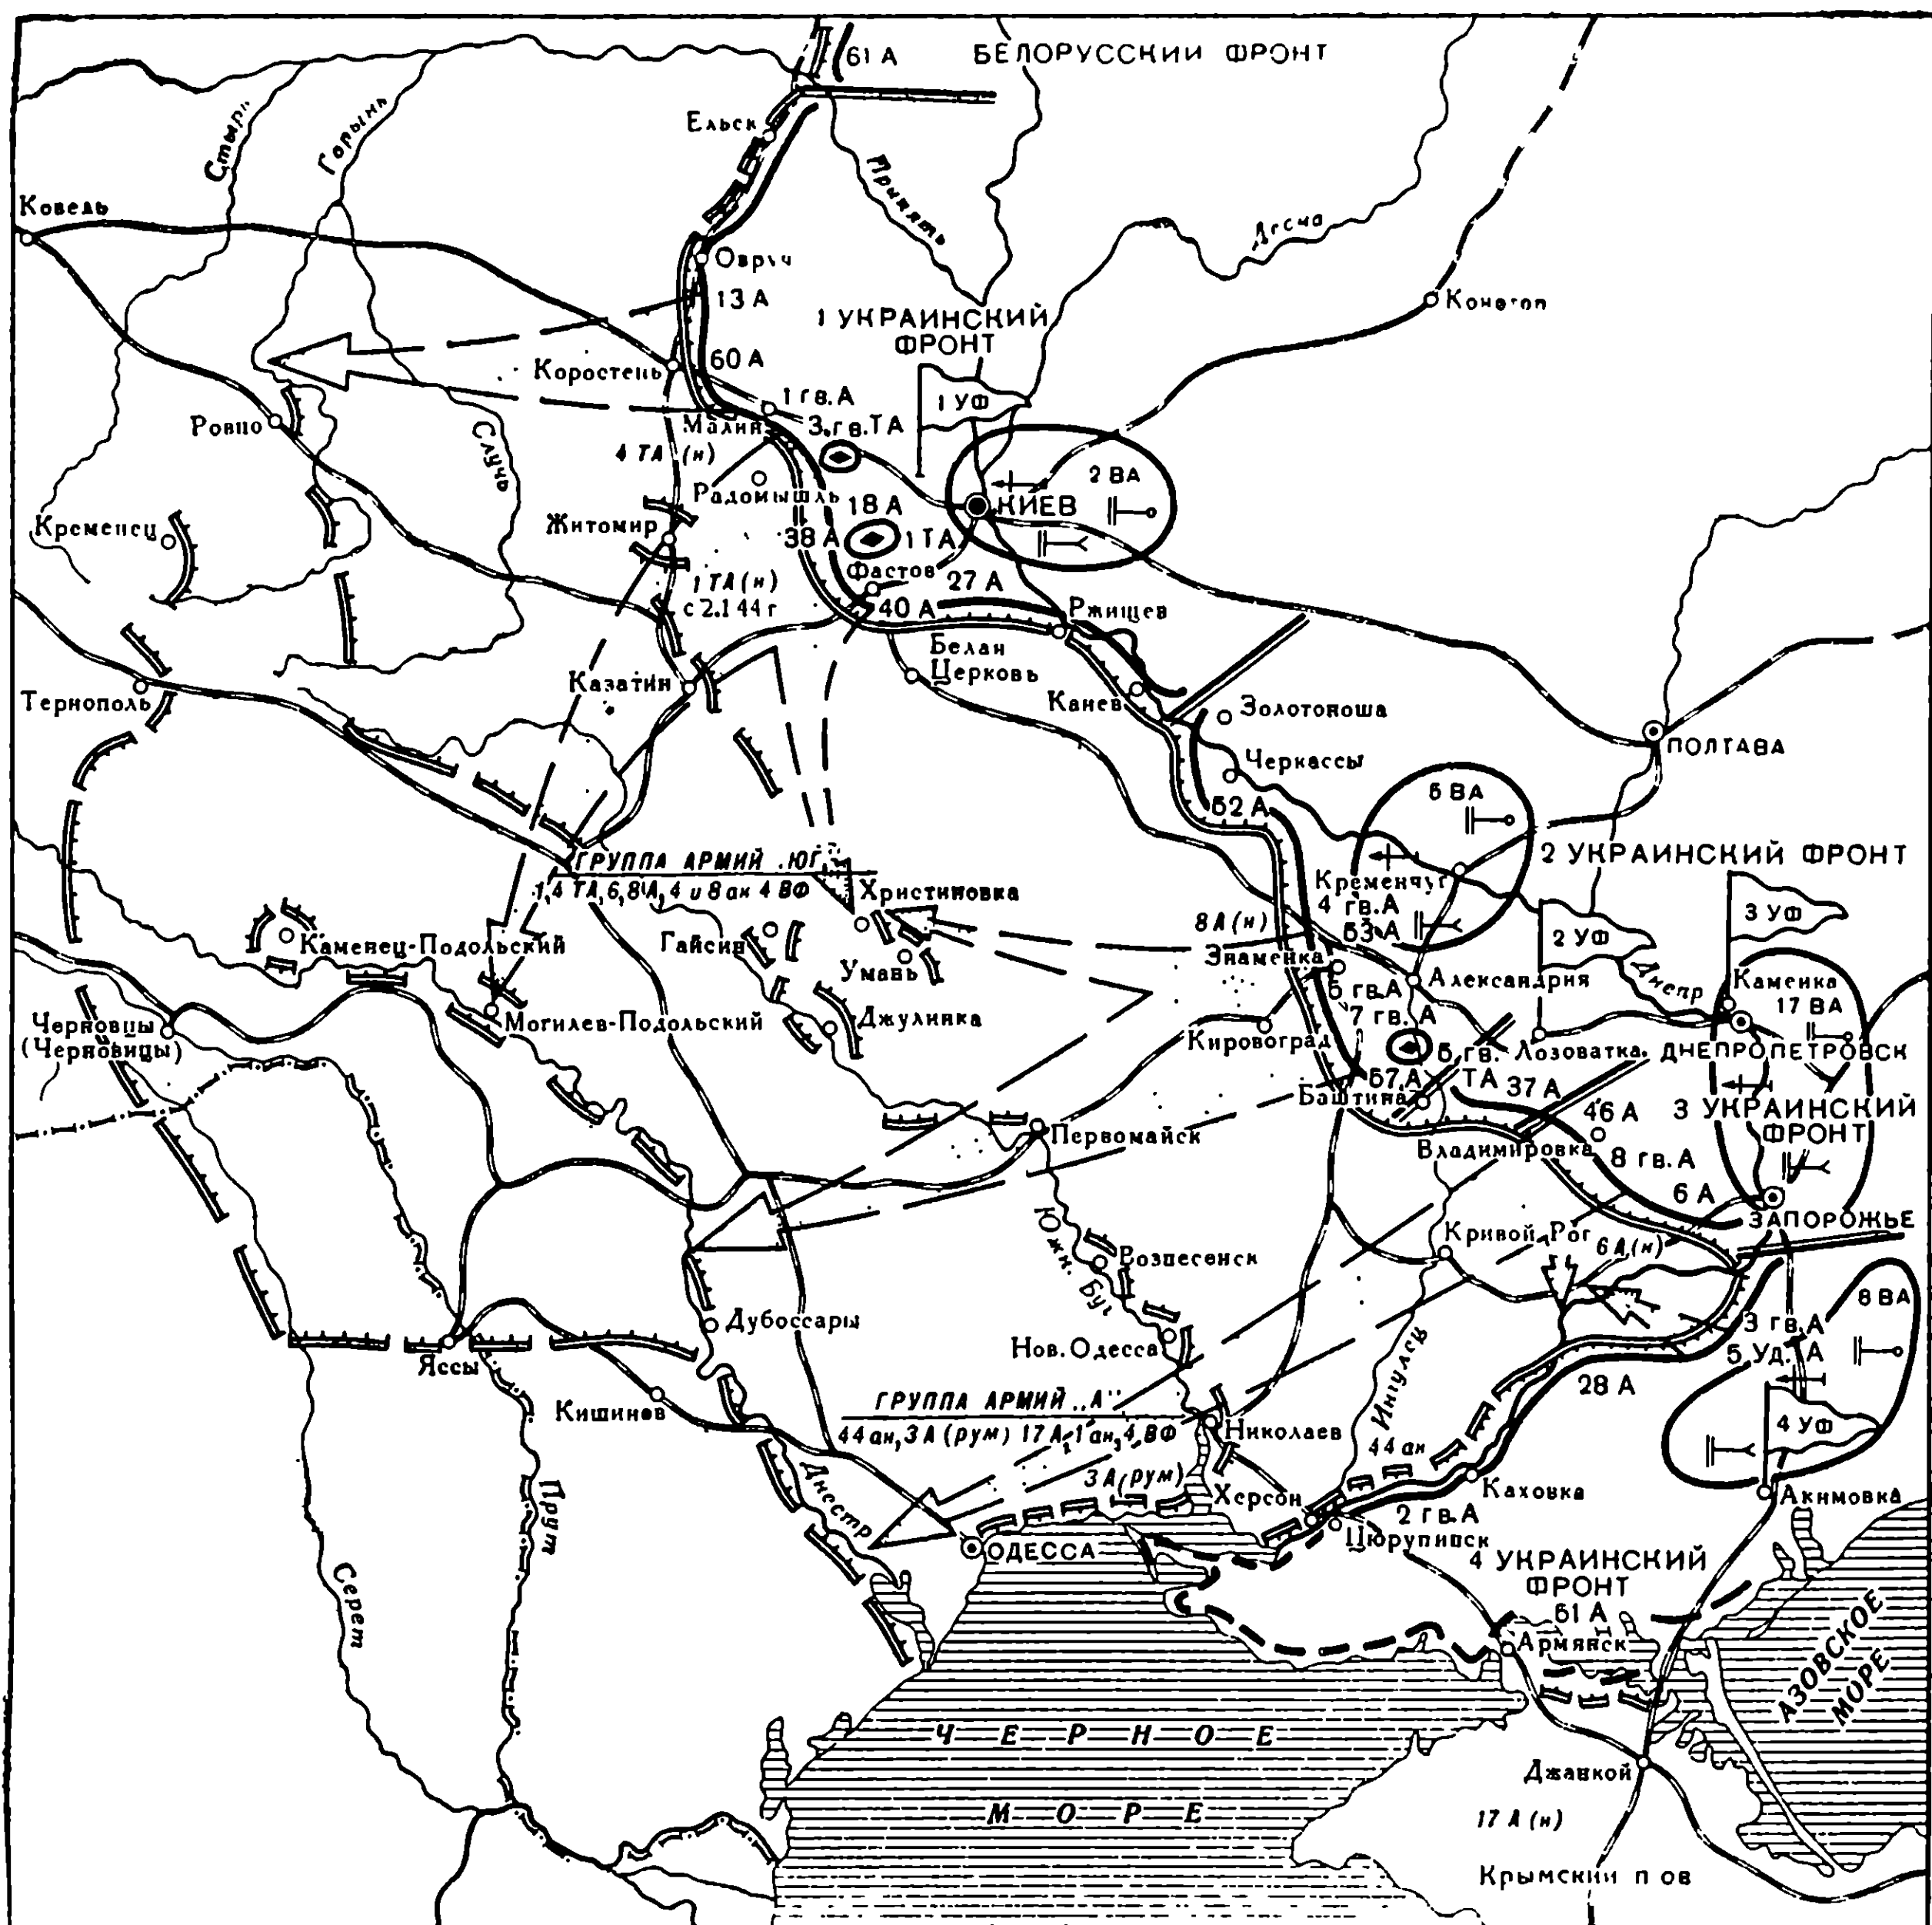 61 А
БЕЛОРУССКИЙ ФРОНТ
Ельск
Стырь
Горынь
Припять
Ковель
Десна
Овруч
13 А
Конотоп
1 УКРАИНСКИЙ
ФРОНТ
60 А
Коростень
1 гв. А
1 УФ
Ровно
Малин
3 гв. ТА
Случь
4 ТА (н)
2 ВА
Радомышль
18 А
КИЕВ
Кременец
Житомир
38 А
1 ТА
Фастов
27 А
1 ТА (н)
с 2.1 44 г
40 А
Ржищев
Белая
Церковь
Казатин
Тернополь
Канев
Золотоноша
ПОЛТАВА
Черкассы
52 А
5 ВА
2 УКРАИНСКИЙ ФРОНТ
ГРУППА АРМИЙ „ЮГ"
1,4 ТА, 6, 8 А, 4 и 8 ак 4 ВФ
Христиновка
Кременчуг
4 гв. А
53 А
3 УФ
8 А (н)
2 УФ
Каменец-Подольский
Гайсин
Умань
Знаменка
Днепр
Каменка
5 гв. А
Александрия
17 ВА
Черновцы
(Черновицы)
Могилев-Подольский
Джулинка
7 гв. А
Кировоград
5 гв.
ТА
Лозоватка
ДНЕПРОПЕТРОВСК
57 А
37 А
Баштина
46 А
3 УКРАИНСКИЙ
ФРОНТ
Первомайск
Владимировка
8 гв. А
6 А
ЗАПОРОЖЬЕ
Южн. Буг
Кривой Рог
6 А (н)
Вознесенск
8 ВА
Дубоссары
3 гв. А
Нов. Одесса
5 Уд. А
Яссы
Ингулец
28 А
Кишинев
ГРУППА АРМИЙ „А"
44 ак, 3 А (рум) 17 А, 1 ак, 4 ВФ
Николаев
4 УФ
44 ак
Днестр
3 А (рум)
Херсон
Каховка
Акимовка
2 гв. А
Прут
ОДЕССА
Цюрупинск
4 УКРАИНСКИЙ
ФРОНТ
51 А
Серет
Армянск
АЗОВСКОЕ
МОРЕ
ЧЕРНОЕ
МОРЕ
Джанкой
17 А (н)
Крымский п ов